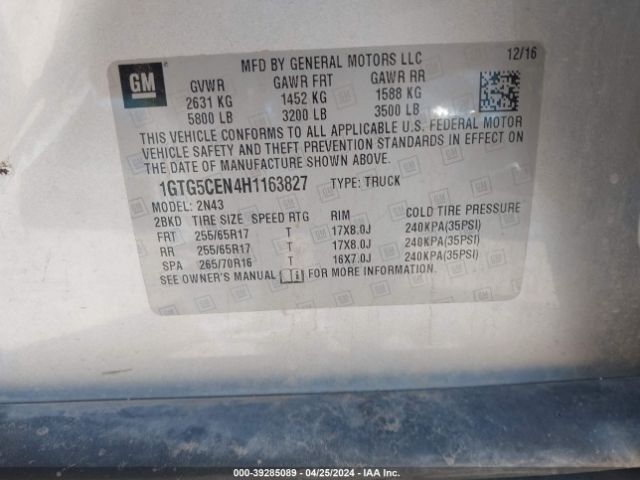 MFD BY GENERAL MOTORS LLC 12/16
GM
GVWR GAWR FRT GAWR RR
2631 KG 1452 KG 1588 KG
5800 LB 3200 LB 3500 LB
THIS VEHICLE CONFORMS TO ALL APPLICABLE U.S. FEDERAL MOTOR
VEHICLE SAFETY AND THEFT PREVENTION STANDARDS IN EFFECT ON
THE DATE OF MANUFACTURE SHOWN ABOVE.
1GTG5CEN4H1163827 TYPE: TRUCK
MODEL: 2N43
2BKD TIRE SIZE SPEED RTG RIM COLD TIRE PRESSURE
FRT 255/65R17 T 17X8.0J 240KPA(35PSI)
RR 255/65R17 T 17X8.0J 240KPA(35PSI)
SPA 265/70R16 T 16X7.0J 240KPA(35PSI)
SEE OWNER'S MANUAL FOR MORE INFORMATION.
000-39285089 - 04/25/2024 - IAA Inc.